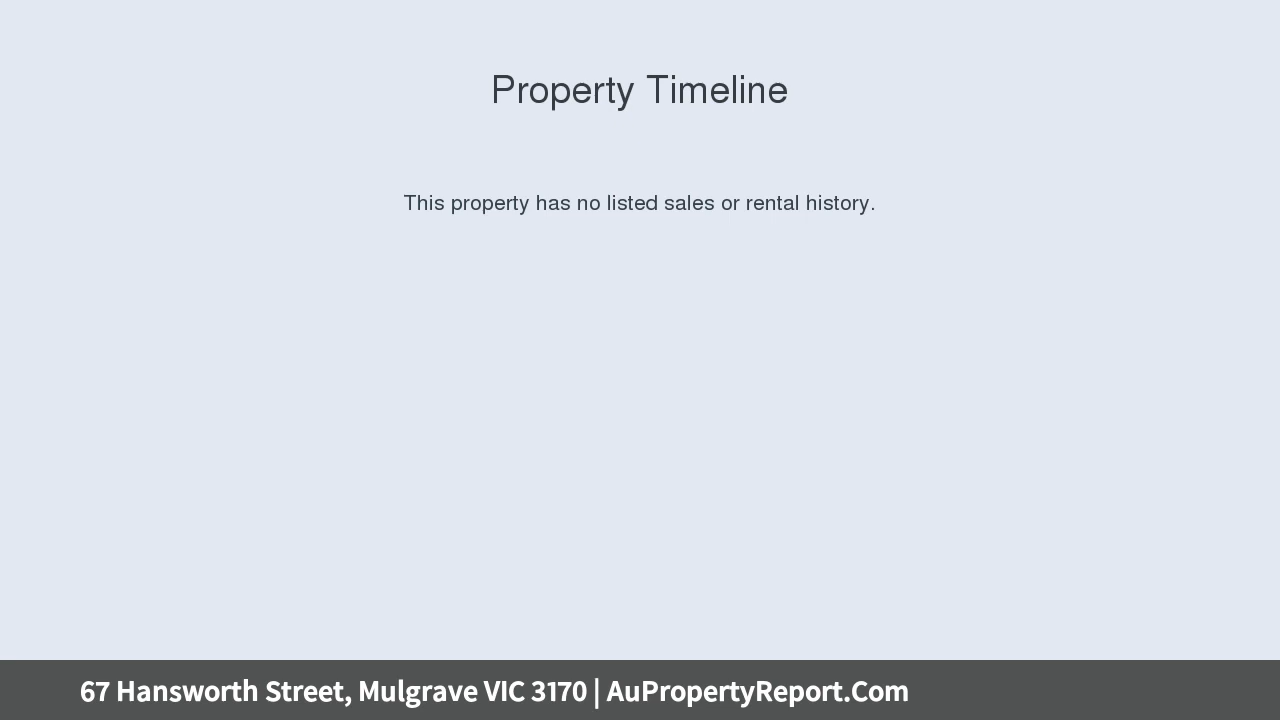 Property Timeline
This property has no listed sales or rental history.
67 Hansworth Street, Mulgrave VIC 3170 | AuPropertyReport.Com